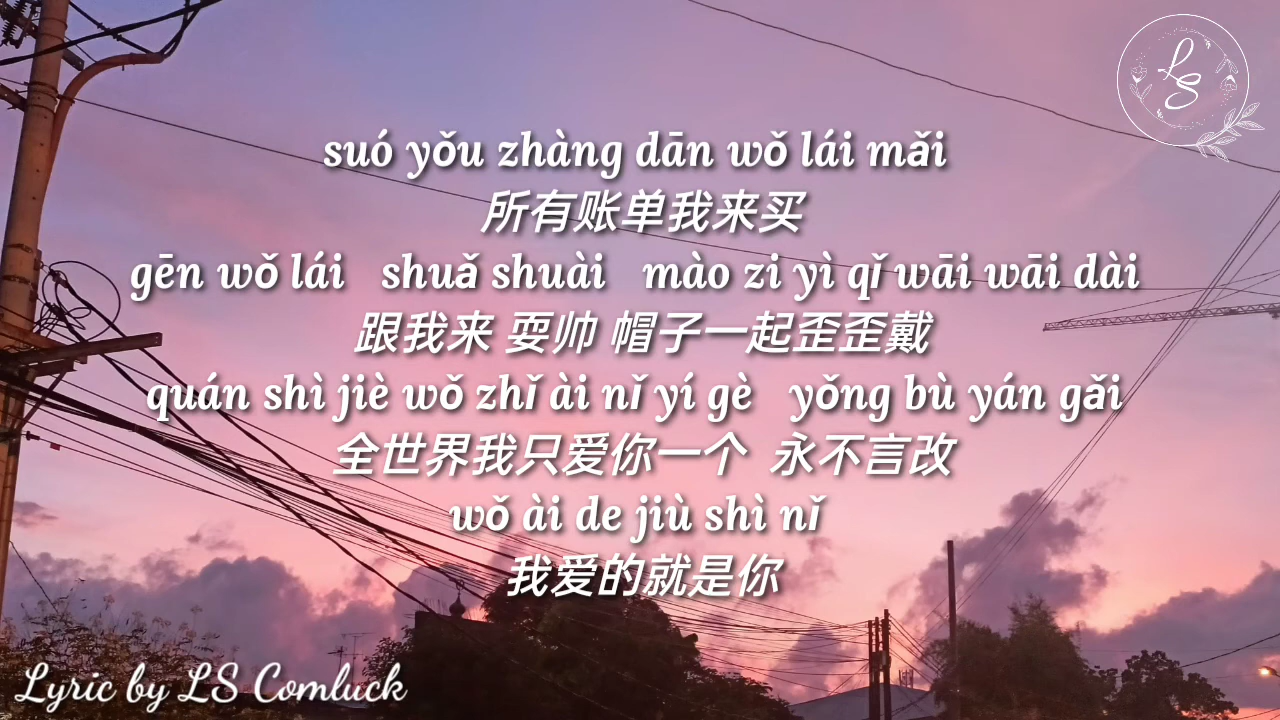 LS
suó yǒu zhàng dān wǒ lái mǎi
所有账单我来买
gēn wǒ lái shuǎ shuài mào zi yì qǐ wāi wāi dài
跟我来 耍帅 帽子一起歪歪戴
quán shì jiè wǒ zhǐ ài nǐ yí gè yǒng bù yán gǎi
全世界我只爱你一个 永不言改
wǒ ài de jiù shì nǐ
我爱的就是你
Lyric by LS Comluck